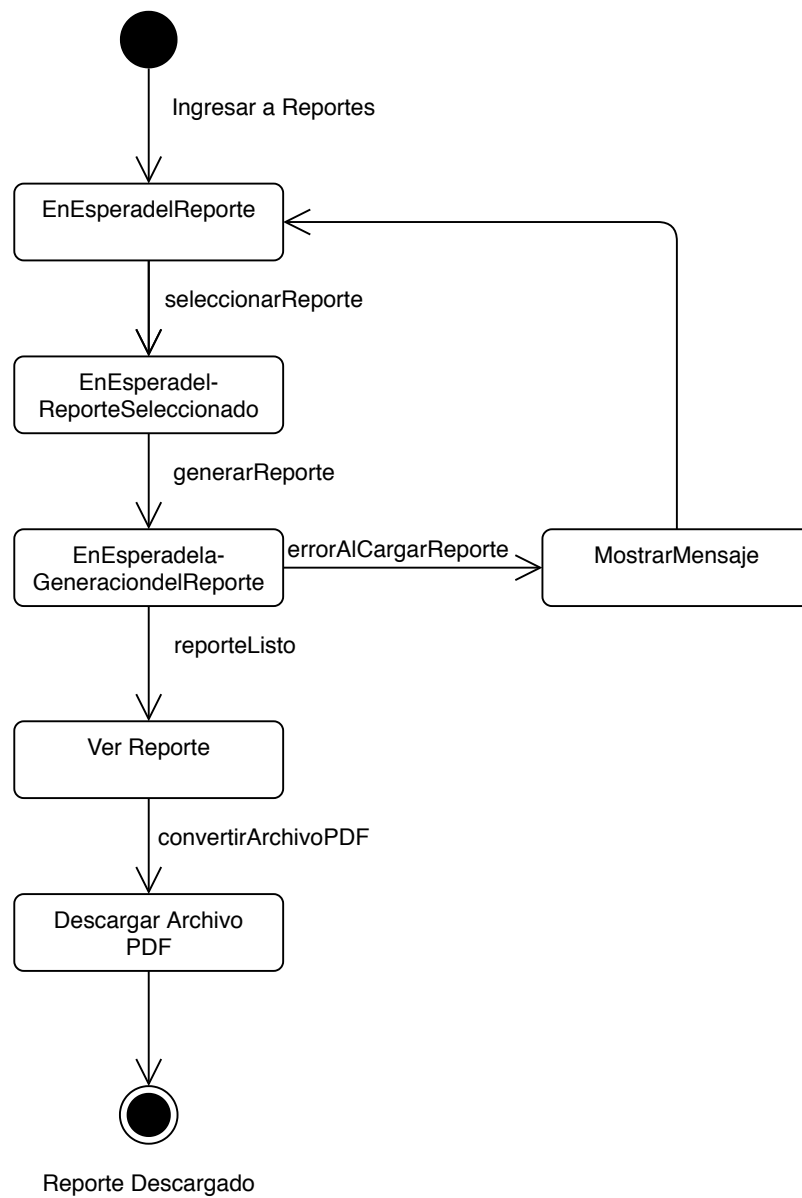 Ingresar a Reportes
EnEsperadelReporte
seleccionarReporte
EnEsperadel-
ReporteSeleccionado
generarReporte
EnEsperadela-
GeneraciondelReporte
errorAlCargarReporte
MostrarMensaje
reporteListo
Ver Reporte
convertirArchivoPDF
Descargar Archivo
PDF
Reporte Descargado